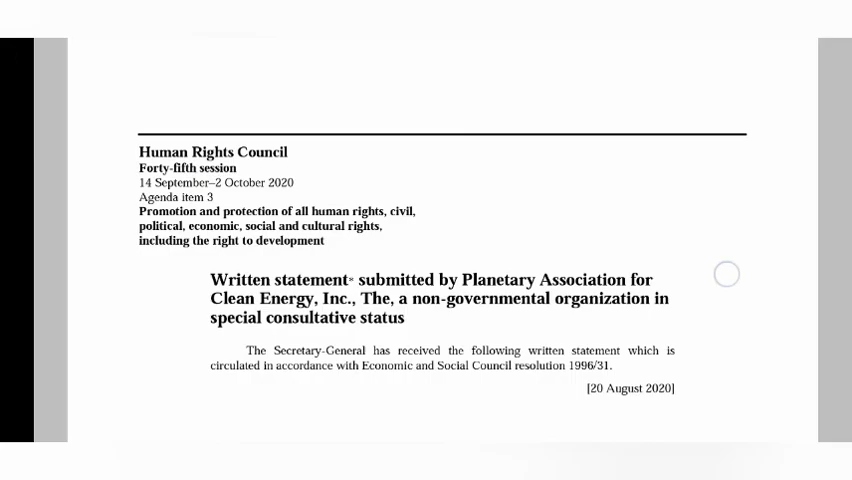 Human Rights Council
Forty-fifth session
14 September–2 October 2020
Agenda item 3
Promotion and protection of all human rights, civil,
political, economic, social and cultural rights,
including the right to development
Written statement* submitted by Planetary Association for
Clean Energy, Inc., The, a non-governmental organization in
special consultative status
The Secretary-General has received the following written statement which is
circulated in accordance with Economic and Social Council resolution 1996/31.
[20 August 2020]